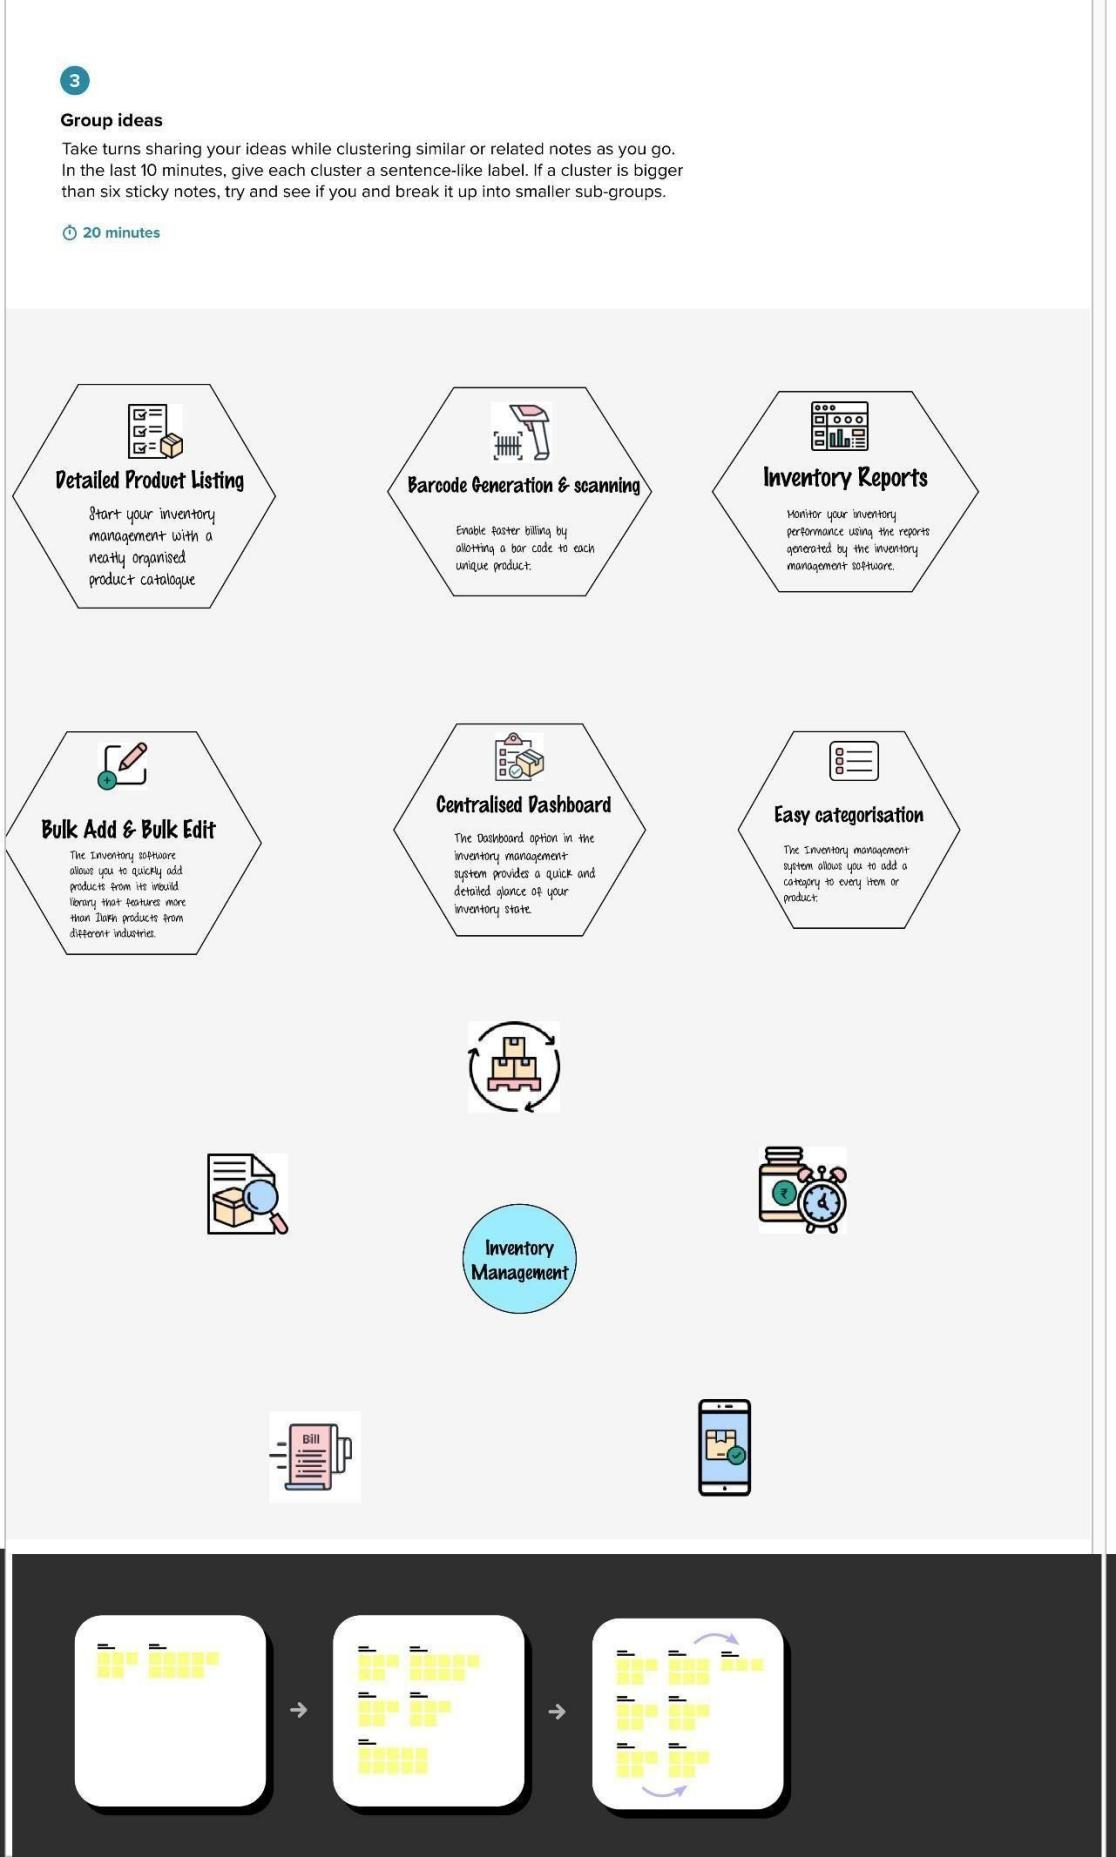 3
Group ideas
Take turns sharing your ideas while clustering similar or related notes as you go.
In the last 10 minutes, give each cluster a sentence-like label. If a cluster is bigger
than six sticky notes, try and see if you and break it up into smaller sub-groups.
20 minutes
Detailed Product Listing
Start your inventory
management with a
neatly organised
product catalogue
Barcode Generation & scanning
Enable faster billing by
allotting a bar code to each
unique product.
Inventory Reports
Monitor your inventory
performance using the reports
generated by the inventory
management software.
Bulk Add & Bulk Edit
The Inventory software
allows you to quickly add
products from its inbuild
library that features more
than products from
different industries.
Centralised Dashboard
The Dashboard option in the
inventory management
system provides a quick and
detailed glance of your
inventory state.
Easy categorisation
The Inventory management
system allows you to add a
category to every item or
product.
₹
Inventory
Management
Bill